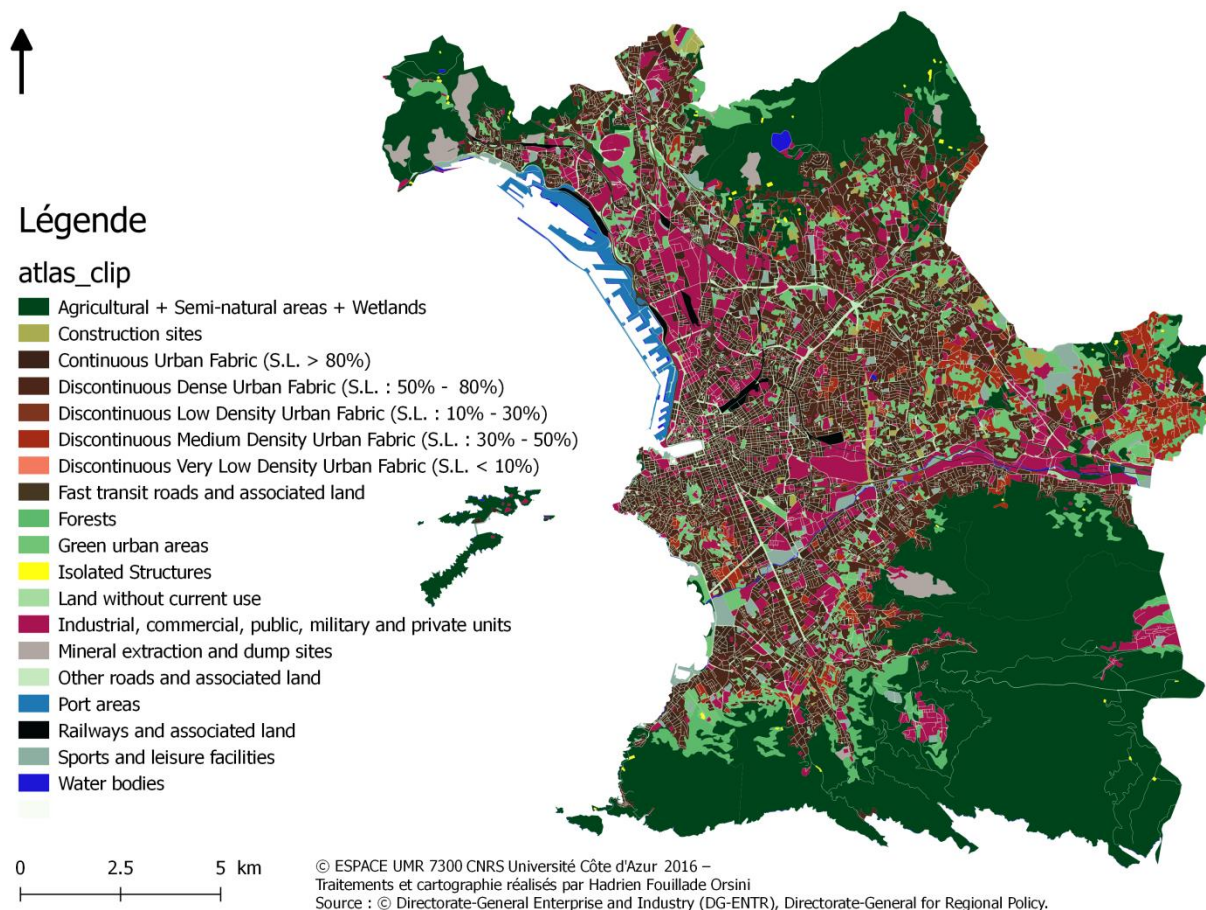 Légende
atlas_clip
Agricultural + Semi-natural areas + Wetlands
Construction sites
Continuous Urban Fabric (S.L. > 80%)
Discontinuous Dense Urban Fabric (S.L. : 50% -  80%)
Discontinuous Low Density Urban Fabric (S.L. : 10% - 30%)
Discontinuous Medium Density Urban Fabric (S.L. : 30% - 50%)
Discontinuous Very Low Density Urban Fabric (S.L. < 10%)
Fast transit roads and associated land
Forests
Green urban areas
Isolated Structures
Land without current use
Industrial, commercial, public, military and private units
Mineral extraction and dump sites
Other roads and associated land
Port areas
Railways and associated land
Sports and leisure facilities
Water bodies
0 2.5 5 km
© ESPACE UMR 7300 CNRS Université Côte d'Azur 2016 –
Traitements et cartographie réalisés par Hadrien Fouillade Orsini
Source : © Directorate-General Enterprise and Industry (DG-ENTR), Directorate-General for Regional Policy.